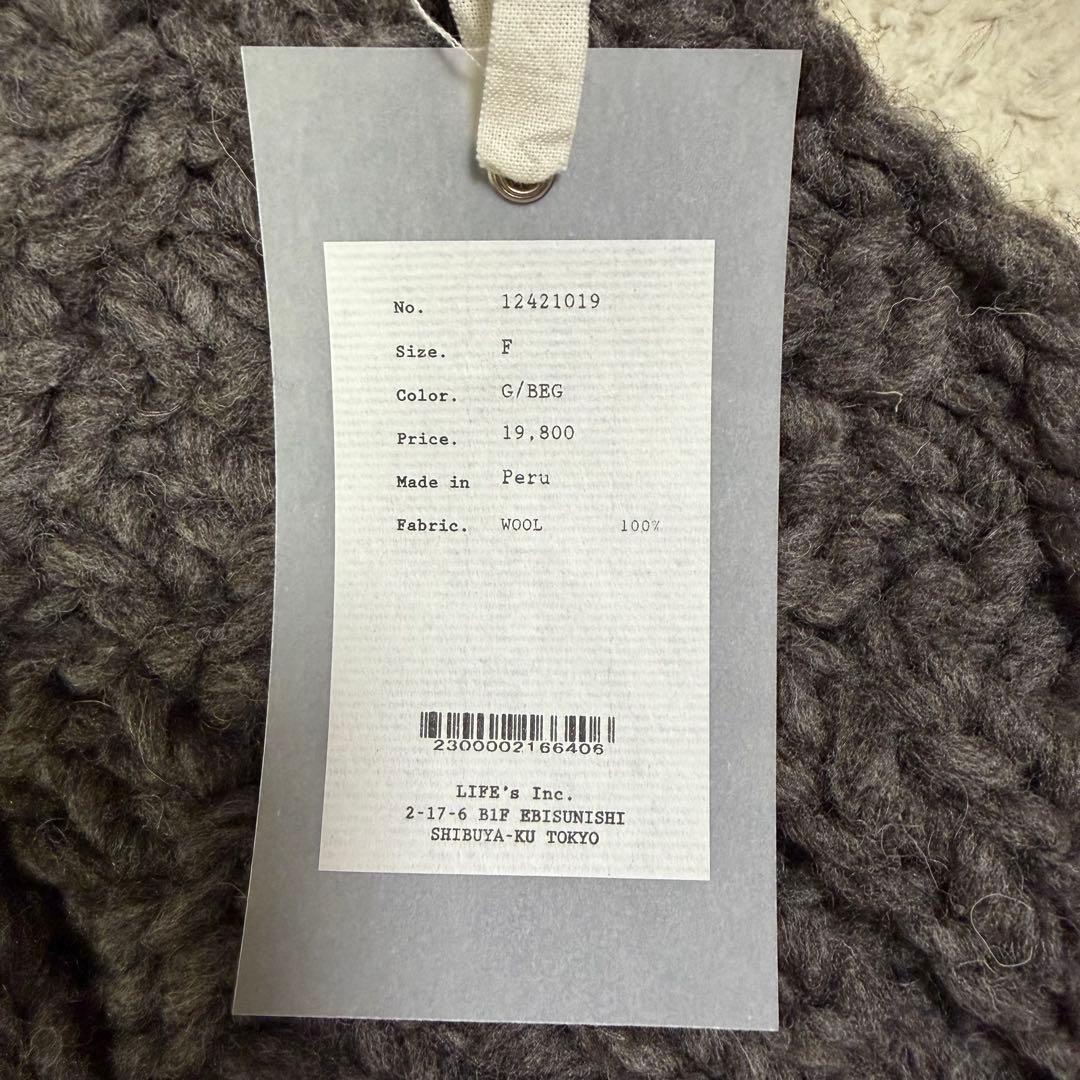 No. 12421019
Size. F
Color. G/BEG
Price. 19,800
Made in Peru
Fabric. WOOL 100%
2300002166406
LIFE's Inc.
2-17-6 B1F EBISUNISHI
SHIBUYA-KU TOKYO